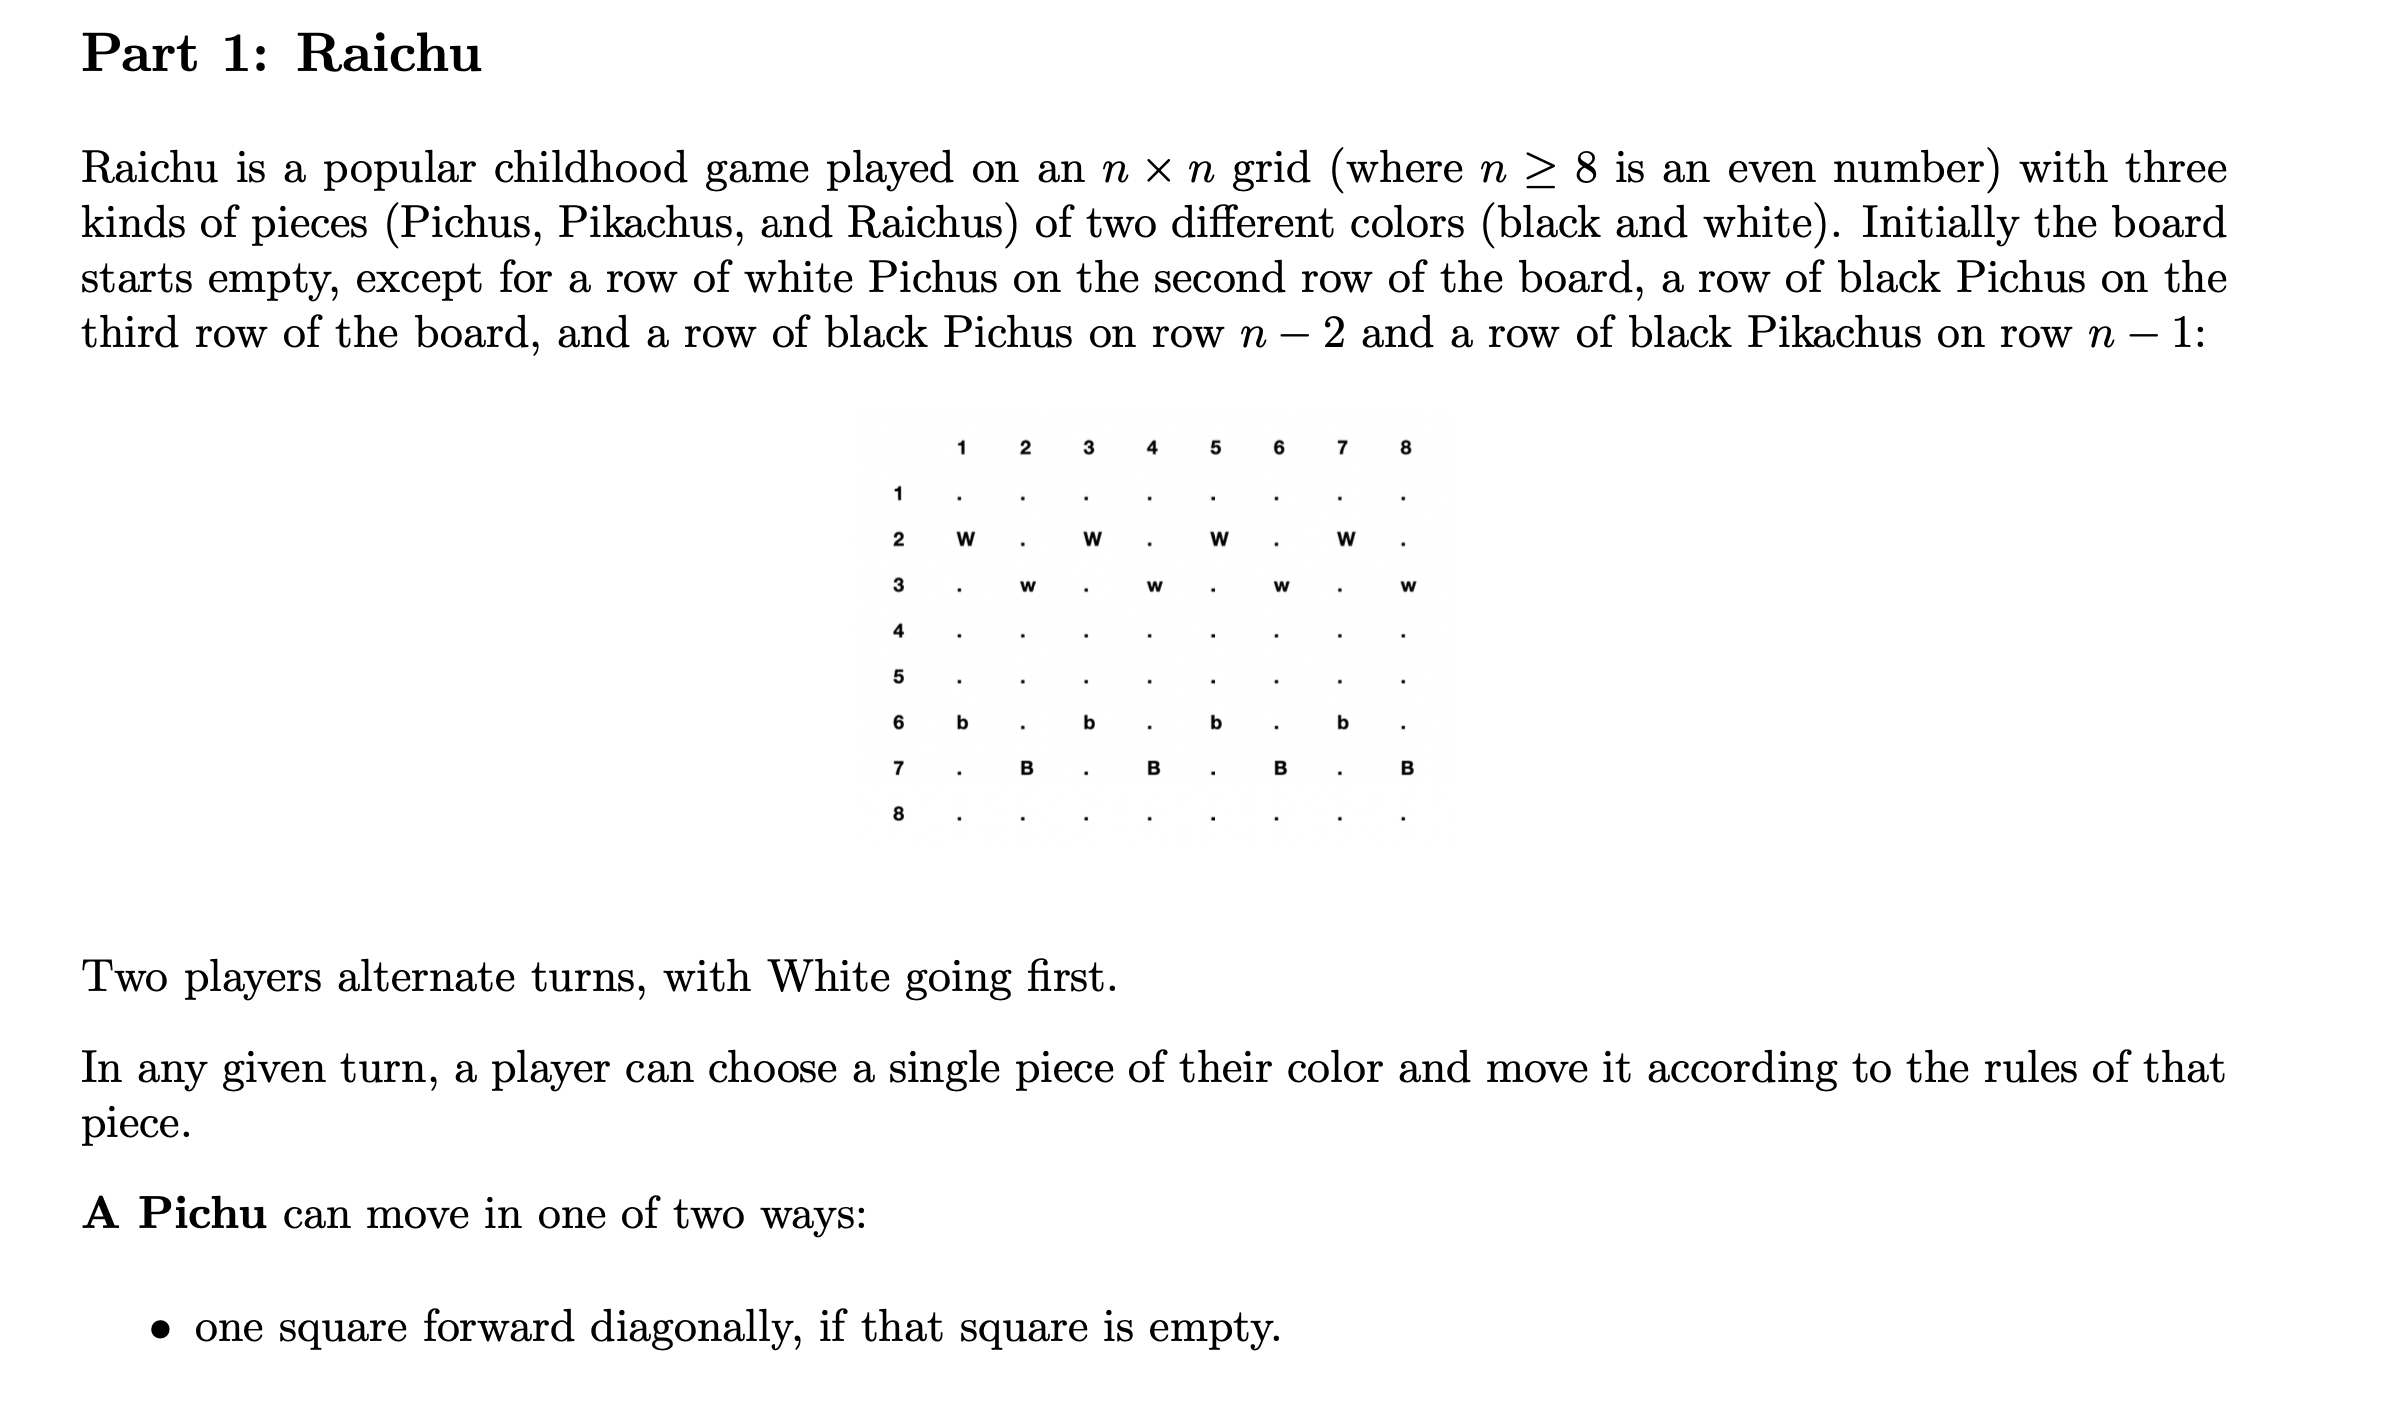 Part 1: Raichu
Raichu is a popular childhood game played on an n × n grid (where n ≥ 8 is an even number) with three
kinds of pieces (Pichus, Pikachus, and Raichus) of two different colors (black and white). Initially the board
starts empty, except for a row of white Pichus on the second row of the board, a row of black Pichus on the
third row of the board, and a row of black Pichus on row n − 2 and a row of black Pikachus on row n − 1:
1 2 3 4 5 6 7 8
1 . . . . . . . .
2 W . W . W . W .
3 . w . w . w . w
4 . . . . . . . .
5 . . . . . . . .
6 b . b . b . b .
7 . B . B . B . B
8 . . . . . . . .
Two players alternate turns, with White going first.
In any given turn, a player can choose a single piece of their color and move it according to the rules of that
piece.
A Pichu can move in one of two ways:
• one square forward diagonally, if that square is empty.